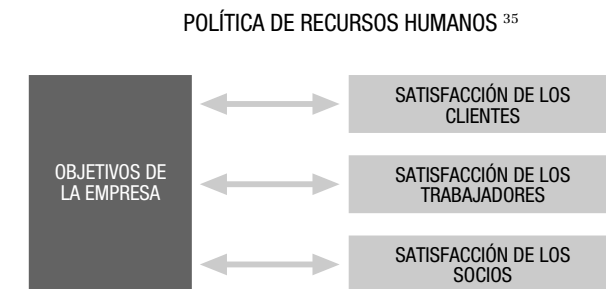 POLÍTICA DE RECURSOS HUMANOS 35
OBJETIVOS DE
LA EMPRESA
SATISFACCIÓN DE LOS
CLIENTES
SATISFACCIÓN DE LOS
TRABAJADORES
SATISFACCIÓN DE LOS
SOCIOS